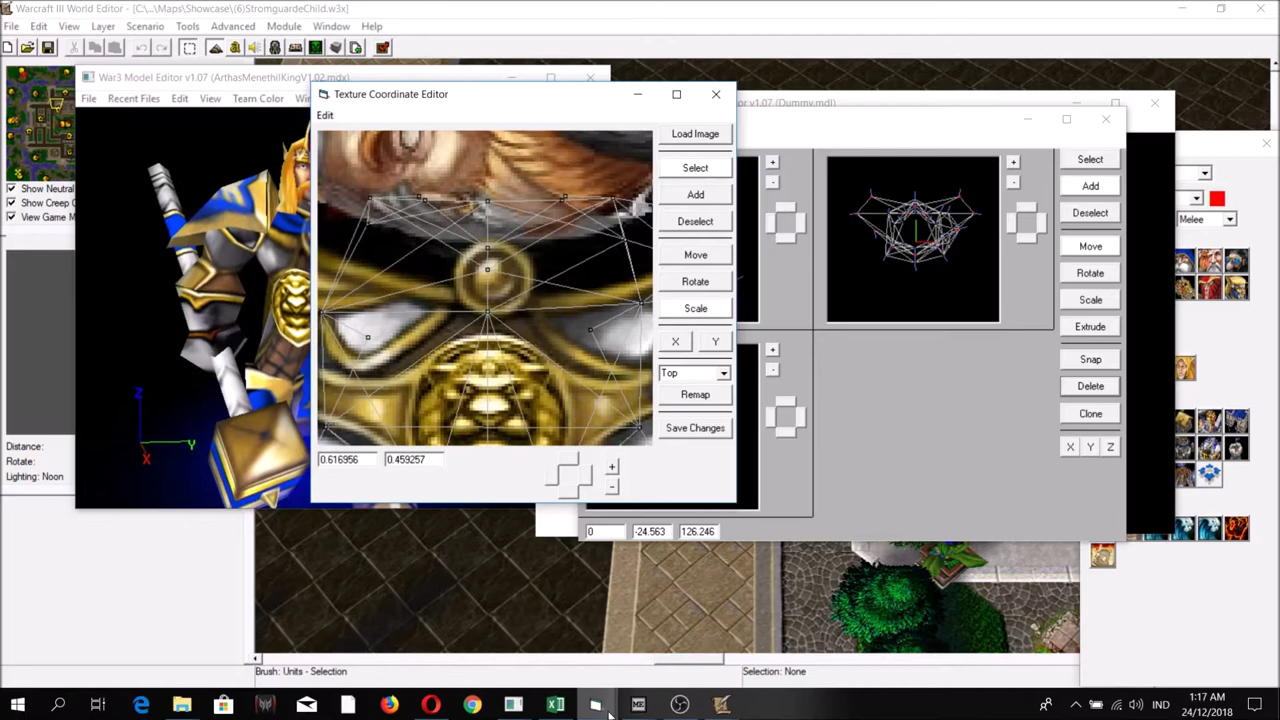 Warcraft III World Editor - [C:\...\Maps\Showcase\(6)StromguardeChild.w3x]
File Edit View Layer Scenario Tools Advanced Module Window Help
War3 Model Editor v1.07 (ArthasMenethilKingV1.02.mdx)
File Recent Files Edit View Team Color
or v1.07 (Dummy.mdl)
Texture Coordinate Editor
Edit
Load Image
Select
Add
Deselect
Move
Rotate
Scale
X Y
Top
Remap
Save Changes
0.616956 0.459257
+
-
+
-
+
-
+
-
Select
Add
Deselect
Move
Rotate
Scale
Extrude
Snap
Delete
Clone
X Y Z
0 -24.563 126.246
Melee
Show Neutral
Show Creep
View Game
Distance:
Rotate:
Lighting: Noon
Z
Y
X
Brush: Units - Selection
Selection: None
ME
IND
1:17 AM
24/12/2018